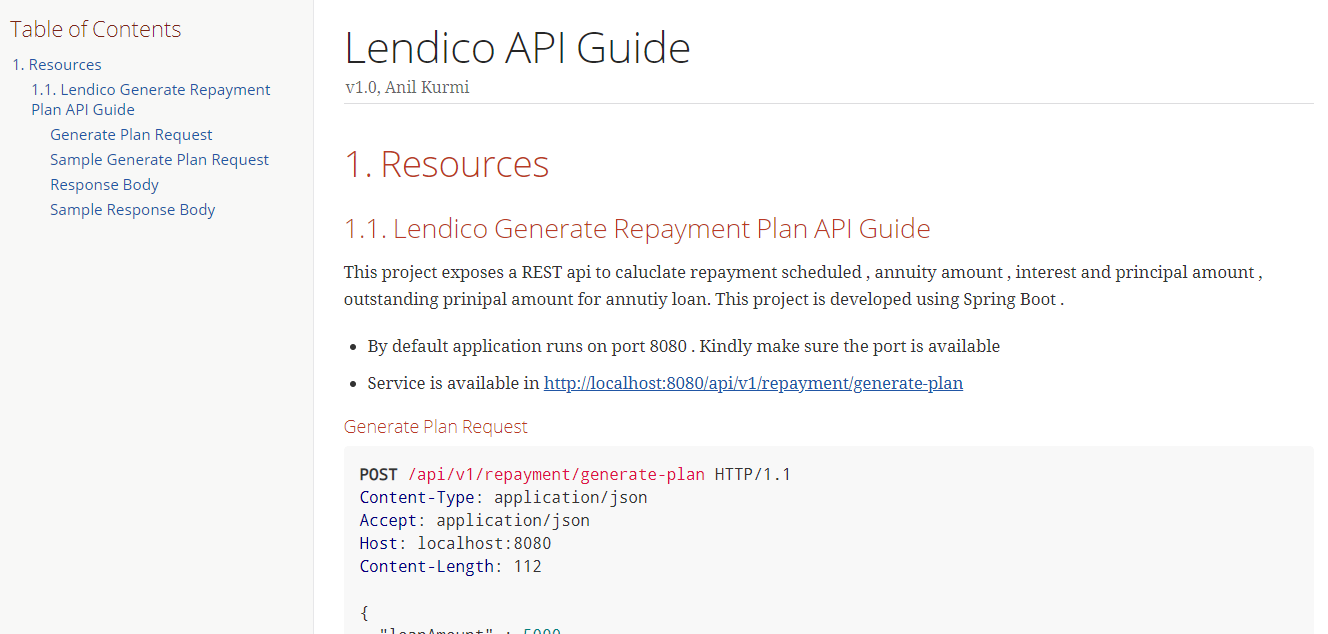 Table of Contents
1. Resources
1.1. Lendico Generate Repayment
Plan API Guide
Generate Plan Request
Sample Generate Plan Request
Response Body
Sample Response Body
Lendico API Guide
v1.0, Anil Kurmi
1. Resources
1.1. Lendico Generate Repayment Plan API Guide
This project exposes a REST api to caluclate repayment scheduled , annuity amount , interest and principal amount ,
outstanding prinipal amount for annutiy loan. This project is developed using Spring Boot .
• By default application runs on port 8080 . Kindly make sure the port is available
• Service is available in http://localhost:8080/api/v1/repayment/generate-plan
Generate Plan Request
POST /api/v1/repayment/generate-plan HTTP/1.1
Content-Type: application/json
Accept: application/json
Host: localhost:8080
Content-Length: 112
{
"loanAmount" : 5000